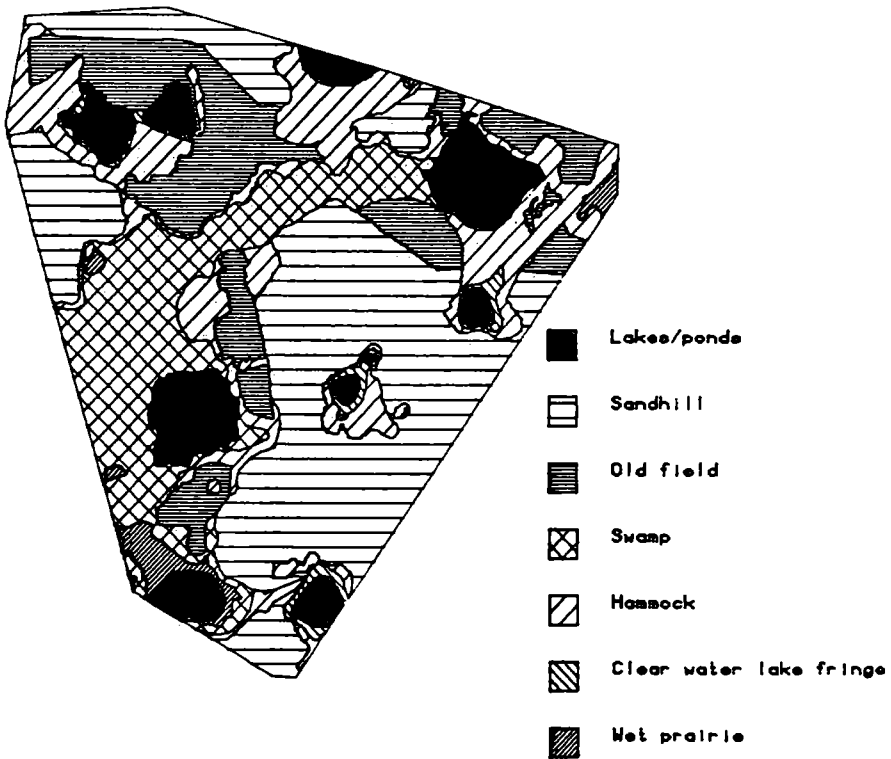 Lakes/ponds
Sandhill
Old field
Swamp
Hammock
Clear water lake fringe
Wet prairie